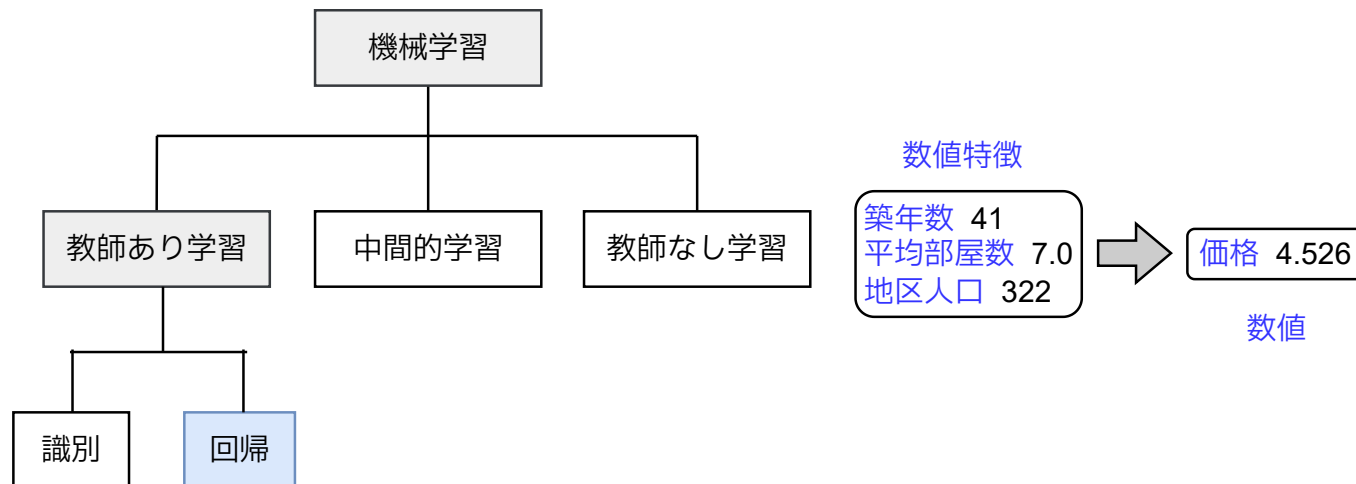 機械学習
教師あり学習
中間的学習
教師なし学習
識別
回帰
数値特徴
築年数 41
平均部屋数 7.0
地区人口 322
価格 4.526
数値